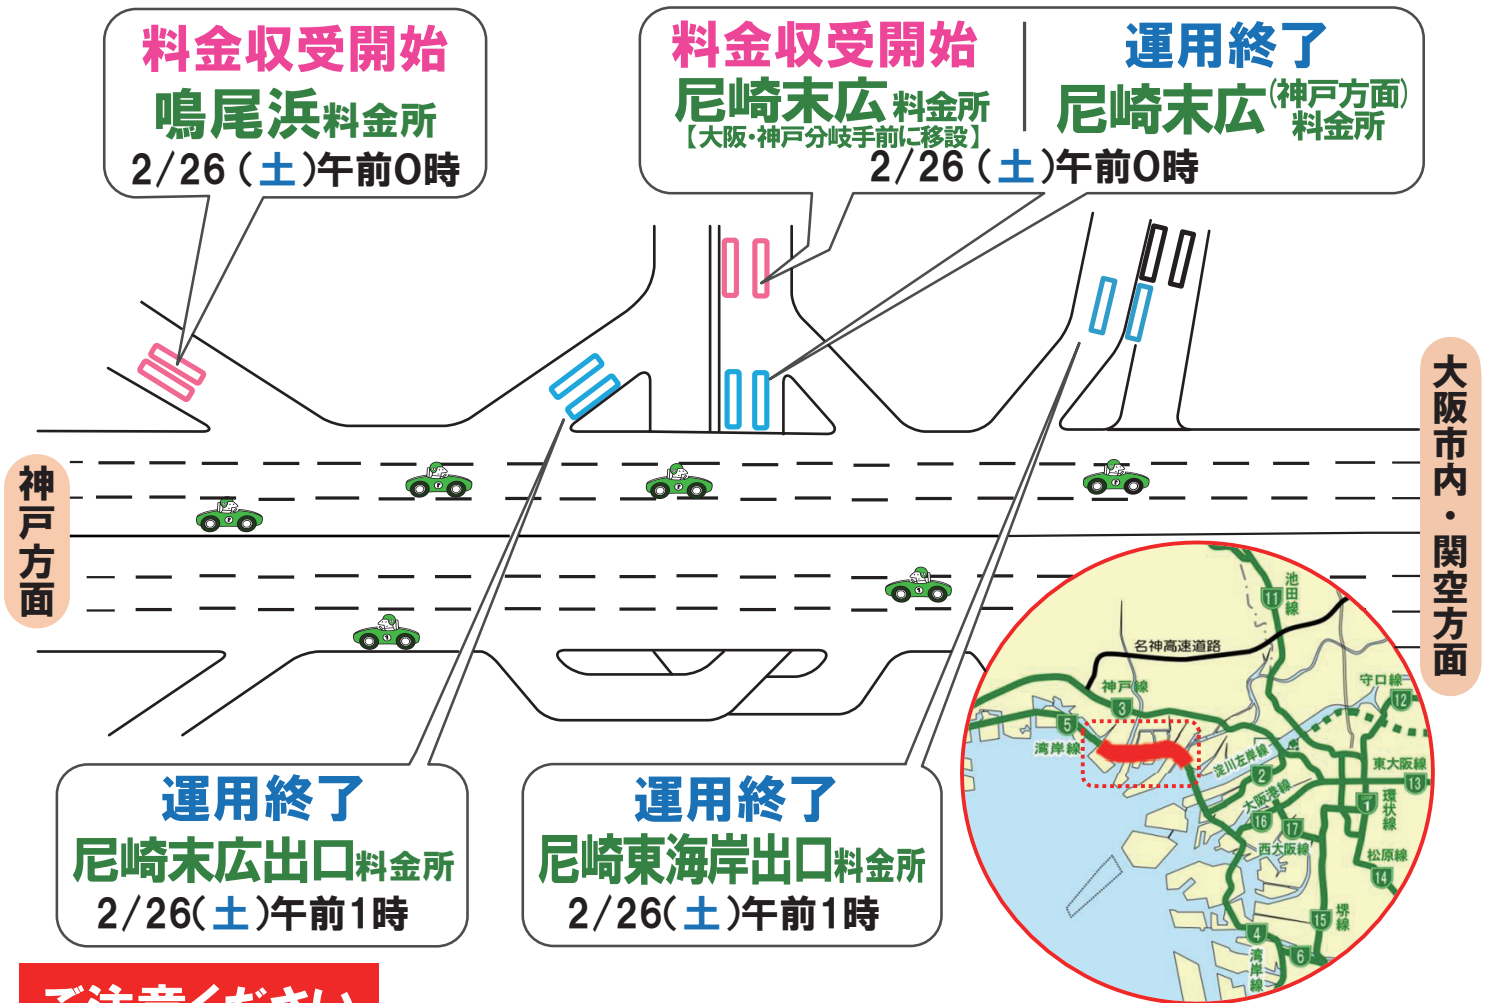 料金収受開始
鳴尾浜料金所
2/26(土)午前0時
料金収受開始
尼崎末広料金所
【大阪・神戸分岐手前に移設】
運用終了
尼崎末広(神戸方面)料金所
2/26(土)午前0時
神戸方面
大阪市内・関空方面
運用終了
尼崎末広出口料金所
2/26(土)午前1時
運用終了
尼崎東海岸出口料金所
2/26(土)午前1時
11
池田線
名神高速道路
神戸線
3
守口線
12
5
湾岸線
淀川左岸線
2
東大阪線
13
大阪港線
1
環状線
16
17
西大阪線
松原線
14
15
堺線
4
湾岸線
6
ご注意ください